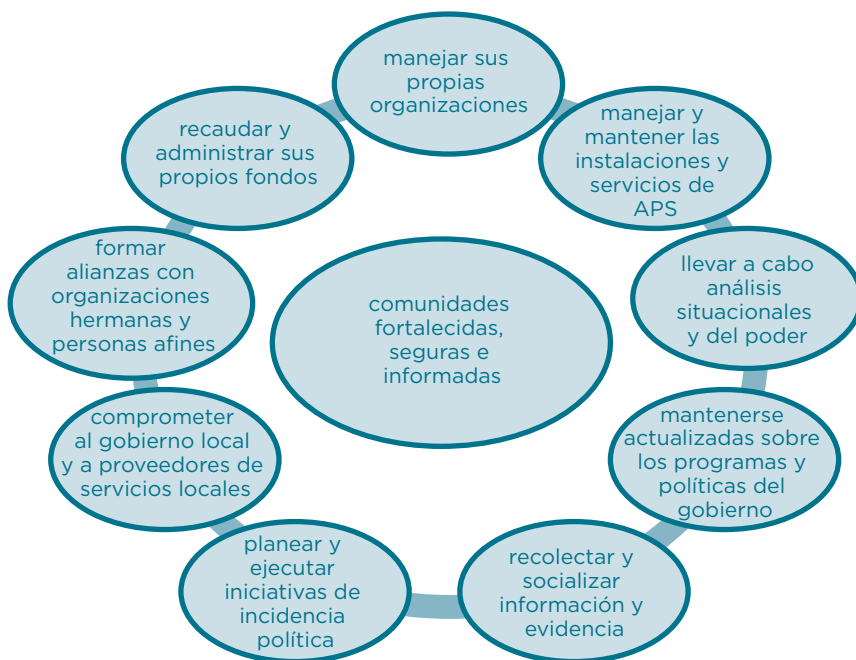 manejar sus
propias
organizaciones
manejar y
mantener las
instalaciones y
servicios de
APS
llevar a cabo
análisis
situacionales
y del poder
mantenerse
actualizadas sobre
los programas y
políticas del
gobierno
recolectar y
socializar
información y
evidencia
planear y
ejecutar
iniciativas de
incidencia
política
comprometer
al gobierno local
y a proveedores de
servicios locales
formar
alianzas con
organizaciones
hermanas y
personas afines
recaudar y
administrar sus
propios fondos
comunidades
fortalecidas,
seguras e
informadas